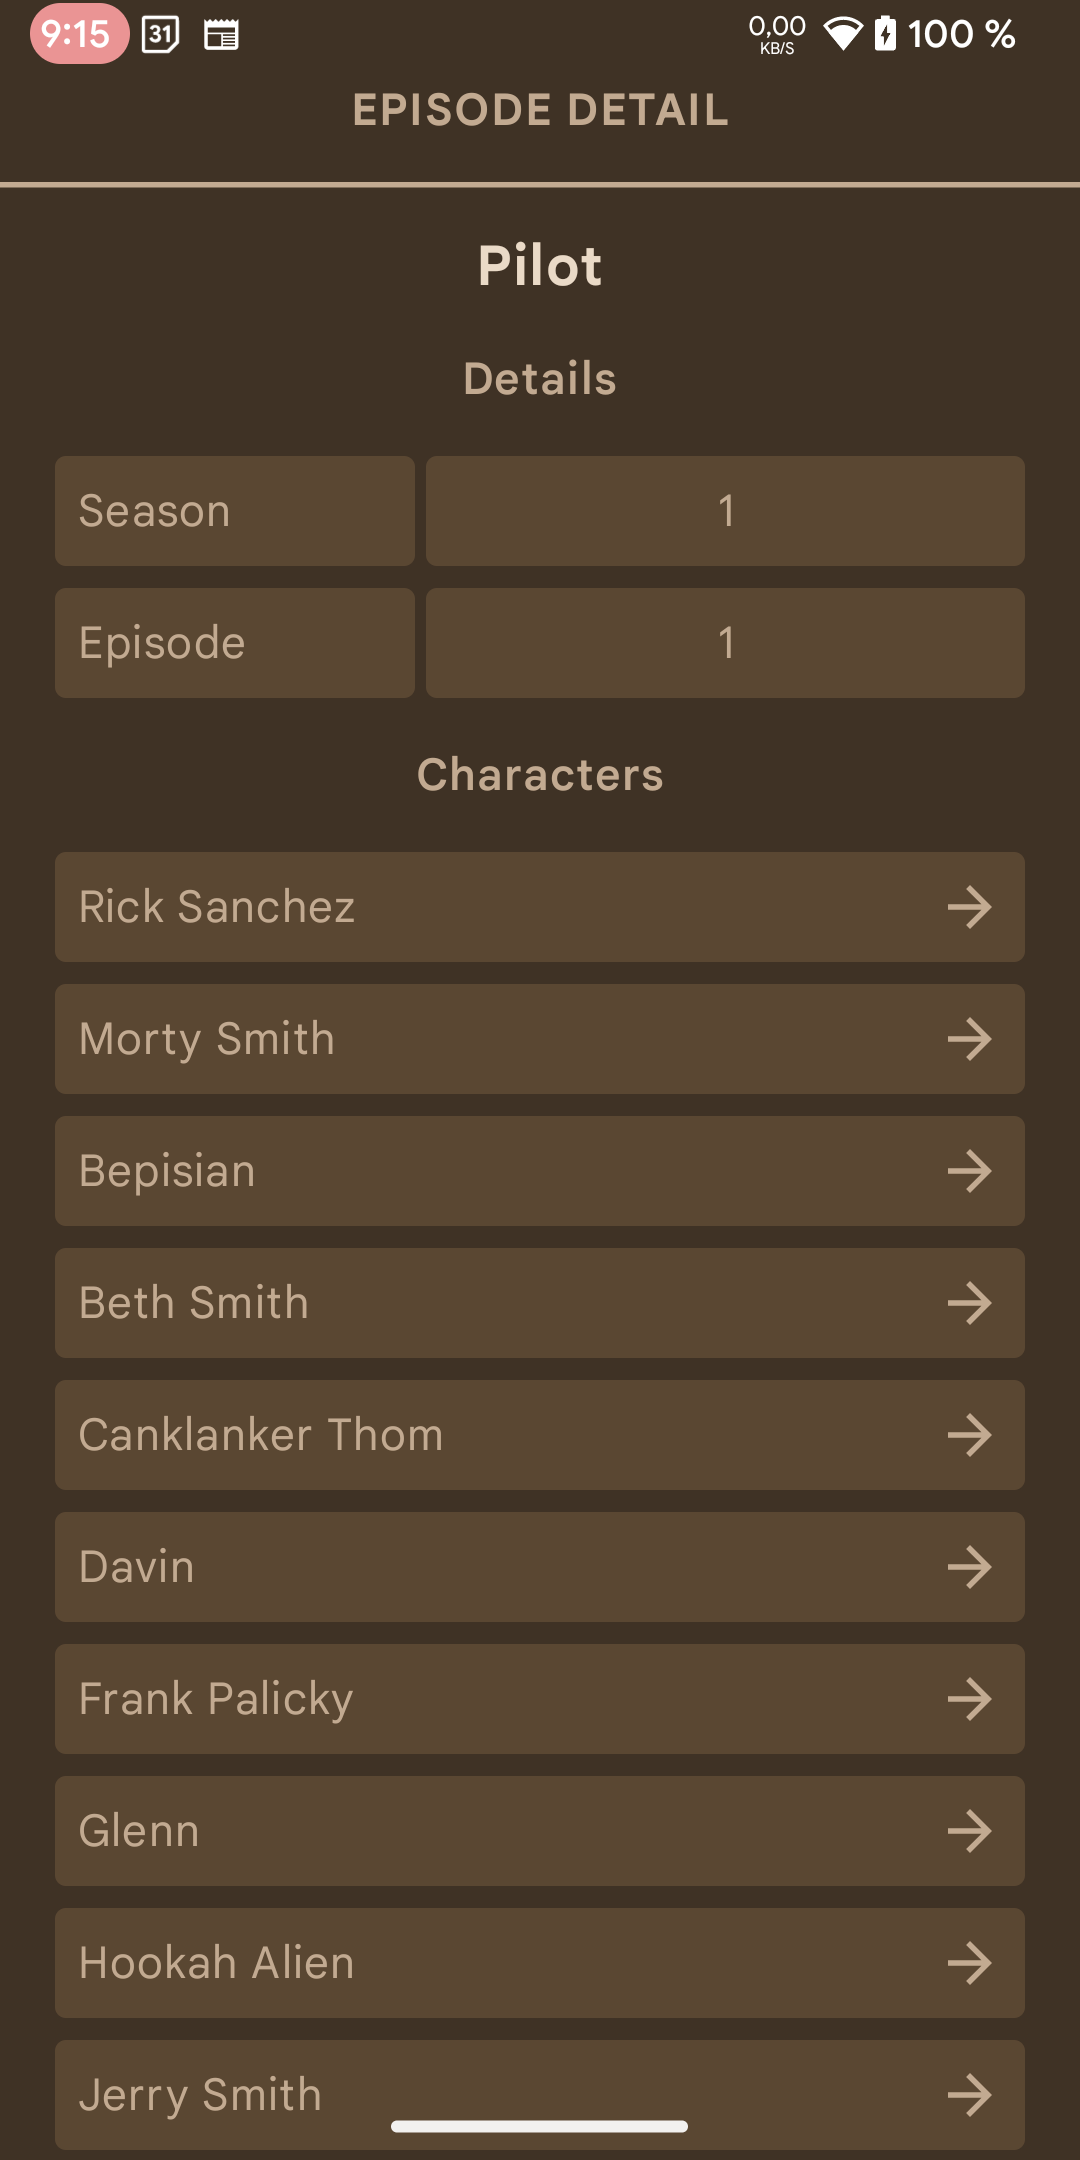 9:15 31 0,00 KB/S 100 %
EPISODE DETAIL
Pilot
Details
Season 1
Episode 1
Characters
Rick Sanchez
Morty Smith
Bepisian
Beth Smith
Canklanker Thom
Davin
Frank Palicky
Glenn
Hookah Alien
Jerry Smith